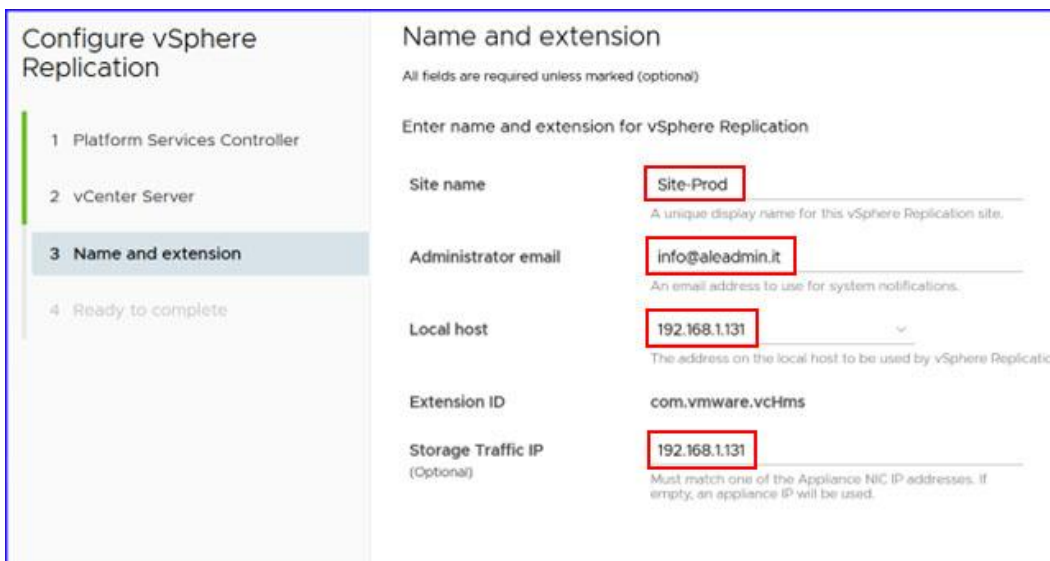 Configure vSphere
Replication
1 Platform Services Controller
2 vCenter Server
3 Name and extension
4 Ready to complete
Name and extension
All fields are required unless marked (optional)
Enter name and extension for vSphere Replication
Site name
Site-Prod
A unique display name for this vSphere Replication site.
Administrator email
info@aleadmin.it
An email address to use for system notifications.
Local host
192.168.1.131
The address on the local host to be used by vSphere Replicatio
Extension ID
com.vmware.vcHms
Storage Traffic IP
(Optional)
192.168.1.131
Must match one of the Appliance NIC IP addresses. If
empty, an appliance IP will be used.